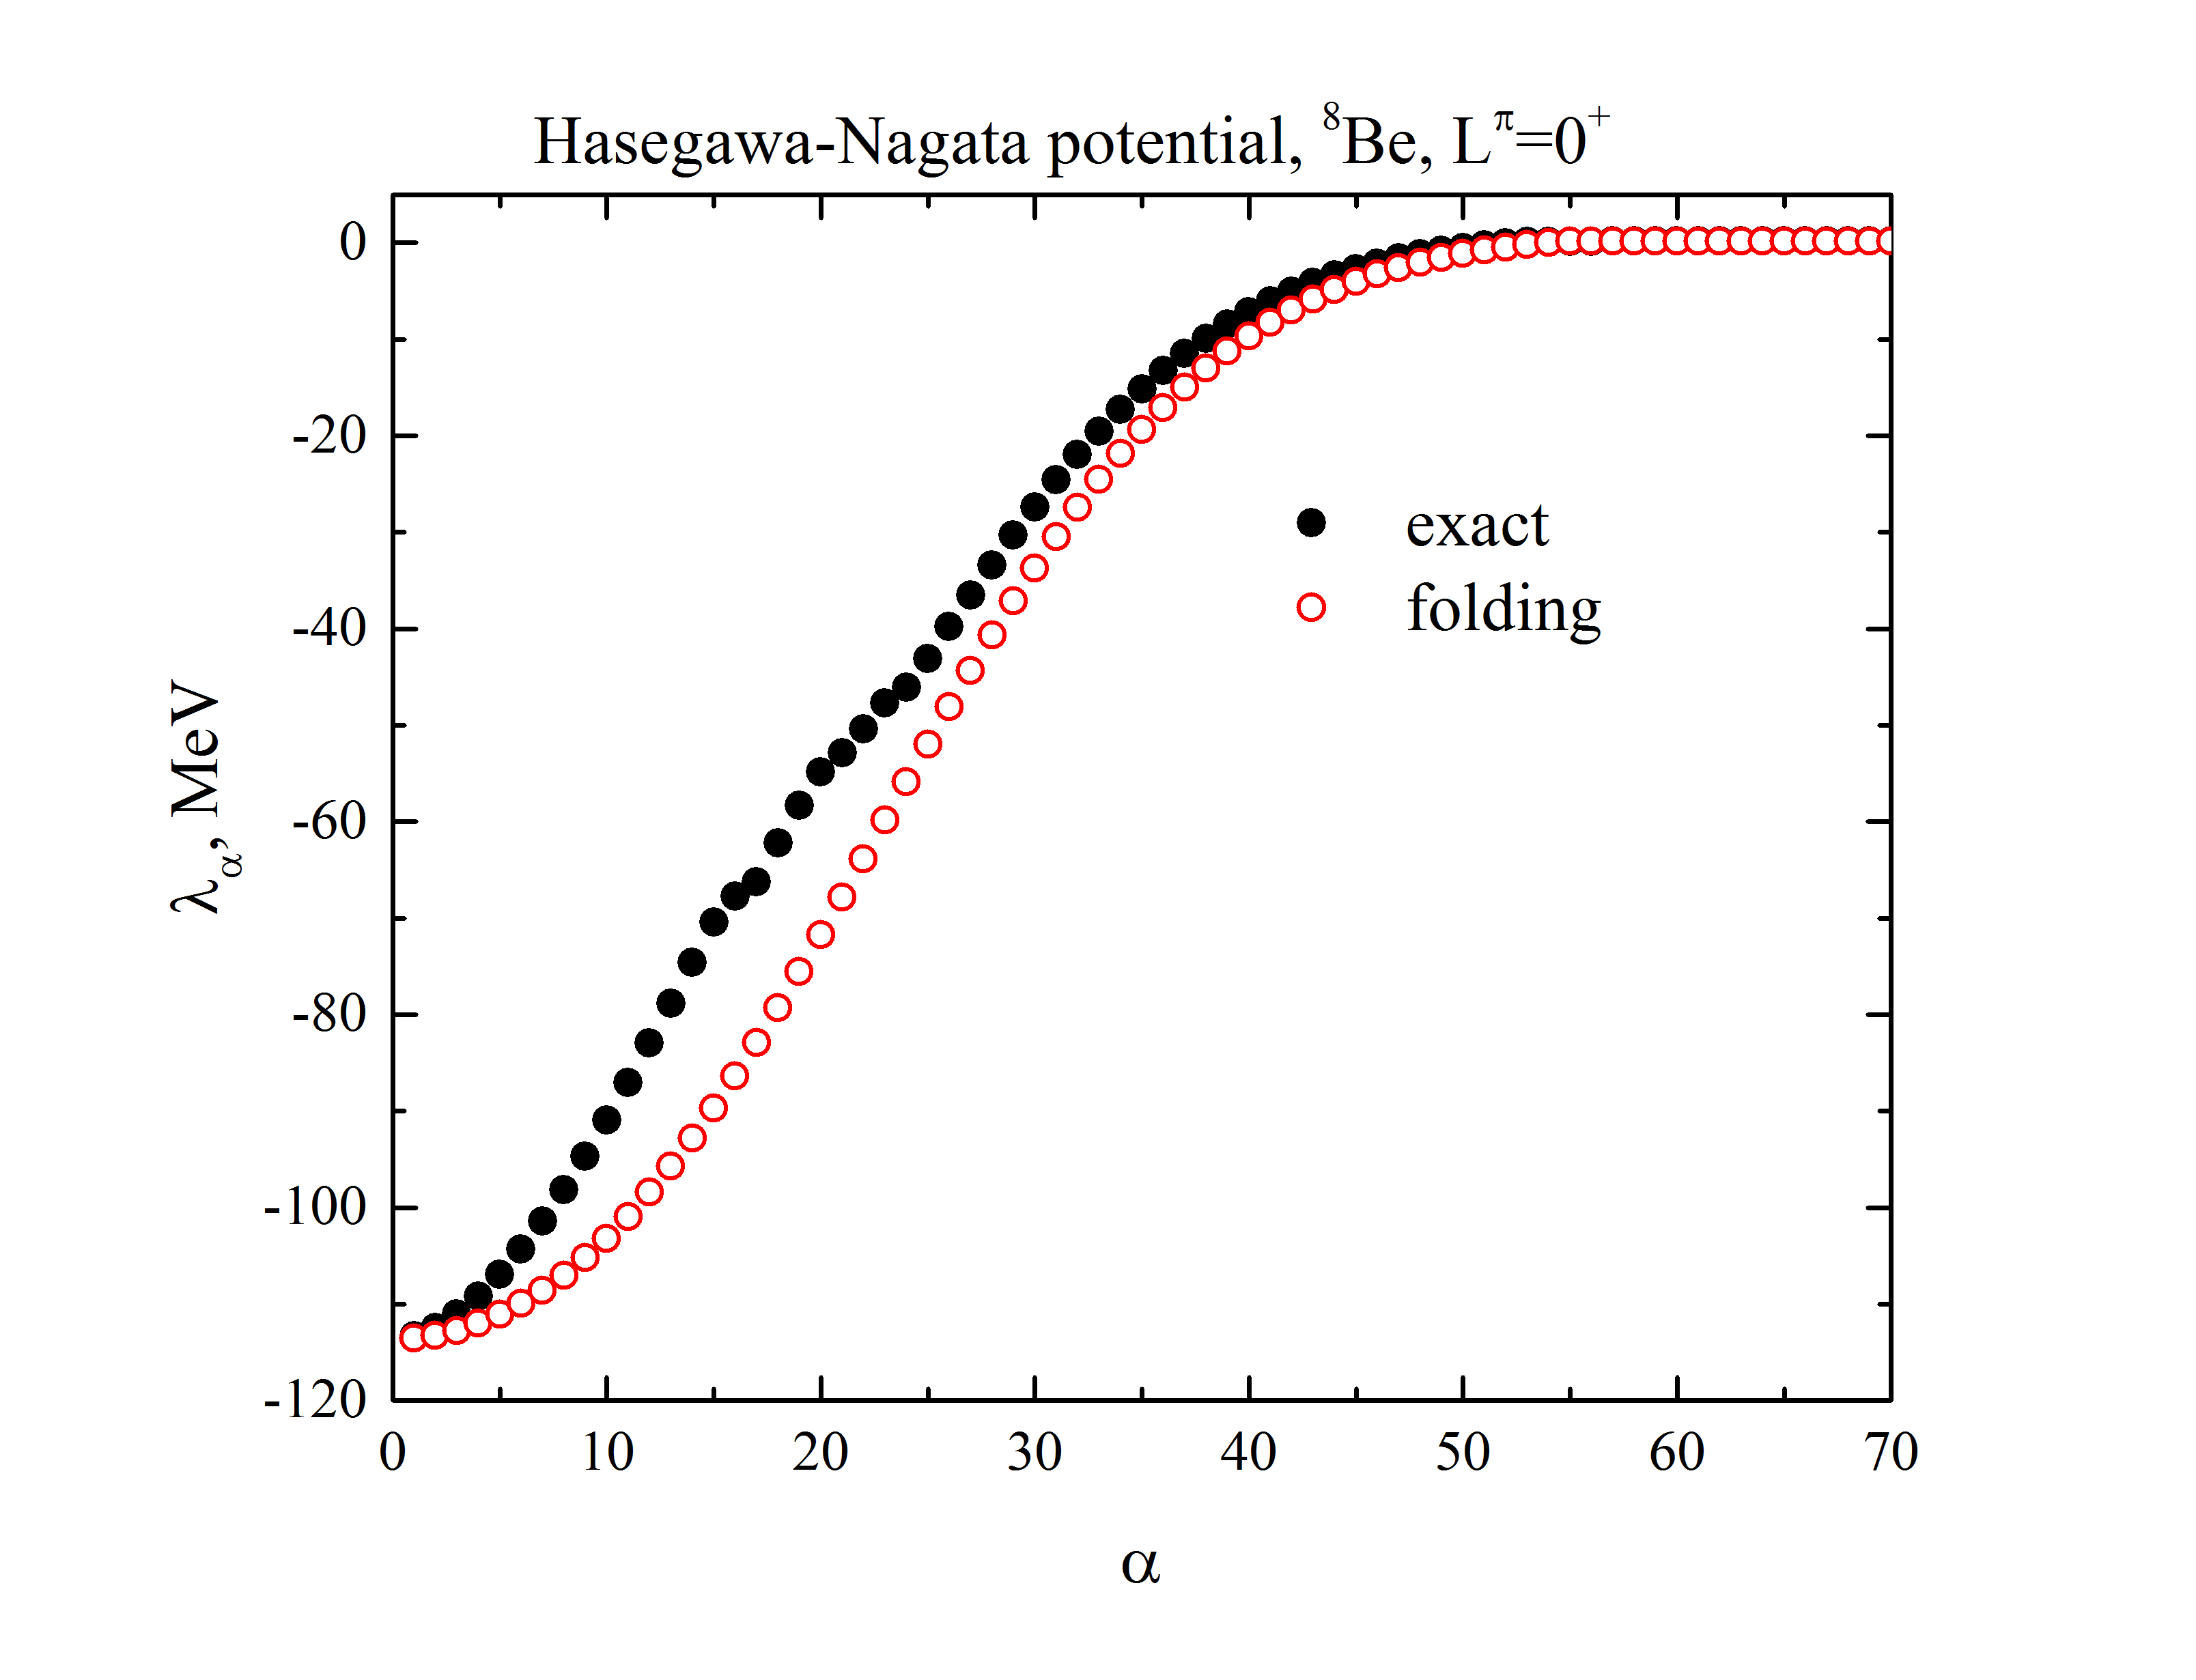 Hasegawa-Nagata potential, ⁸Be, L^π=0⁺
0
-20
-40
-60
-80
-100
-120
λ_α, MeV
exact
folding
0 10 20 30 40 50 60 70
α